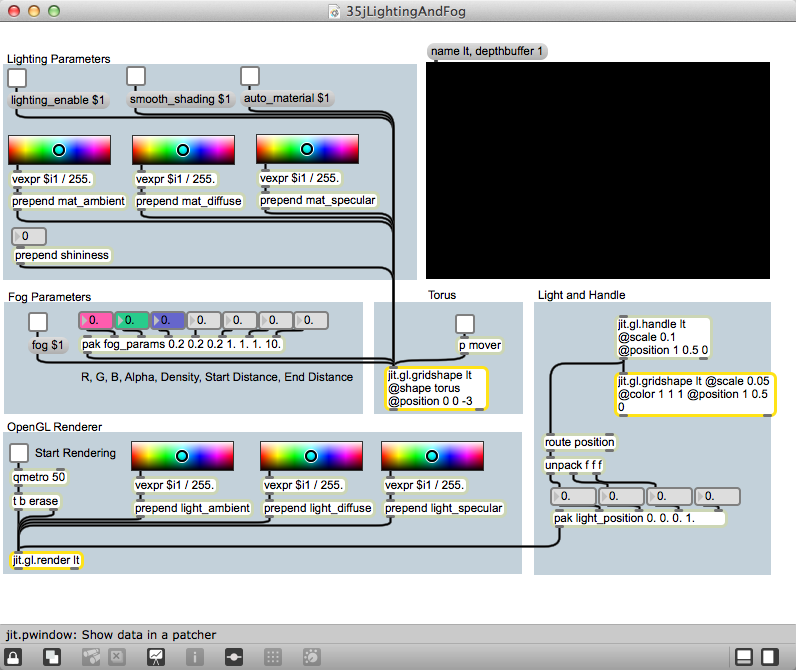 35jLightingAndFog
name lt, depthbuffer 1
Lighting Parameters
lighting_enable $1
smooth_shading $1
auto_material $1
vexpr $i1 / 255.
vexpr $i1 / 255.
vexpr $i1 / 255.
prepend mat_ambient
prepend mat_diffuse
prepend mat_specular
0
prepend shininess
Fog Parameters
fog $1
0.
0.
0.
0.
0.
0.
0.
pak fog_params 0.2 0.2 0.2 1. 1. 1. 10.
R, G, B, Alpha, Density, Start Distance, End Distance
Torus
p mover
jit.gl.gridshape lt
@shape torus
@position 0 0 -3
Light and Handle
jit.gl.handle lt
@scale 0.1
@position 1 0.5 0
jit.gl.gridshape lt @scale 0.05
@color 1 1 1 @position 1 0.5
0
route position
unpack f f f
0.
0.
0.
0.
pak light_position 0. 0. 0. 1.
OpenGL Renderer
Start Rendering
qmetro 50
t b erase
vexpr $i1 / 255.
vexpr $i1 / 255.
vexpr $i1 / 255.
prepend light_ambient
prepend light_diffuse
prepend light_specular
jit.gl.render lt
jit.pwindow: Show data in a patcher